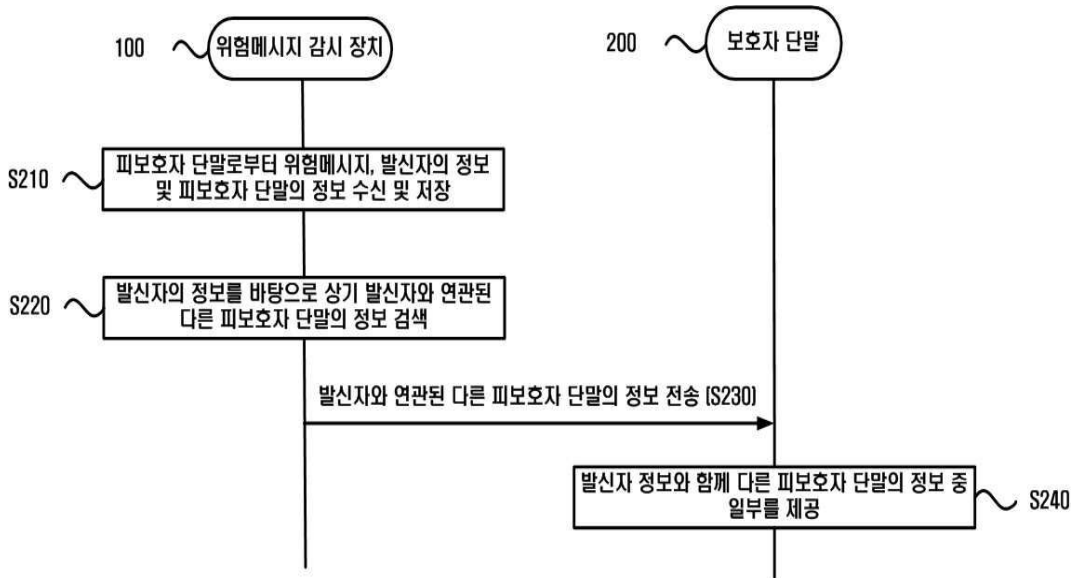 100 위험메시지 감시 장치
200 보호자 단말
S210
피보호자 단말로부터 위험메시지, 발신자의 정보
및 피보호자 단말의 정보 수신 및 저장
S220
발신자의 정보를 바탕으로 상기 발신자와 연관된
다른 피보호자 단말의 정보 검색
발신자와 연관된 다른 피보호자 단말의 정보 전송 (S230)
발신자 정보와 함께 다른 피보호자 단말의 정보 중
일부를 제공
S240